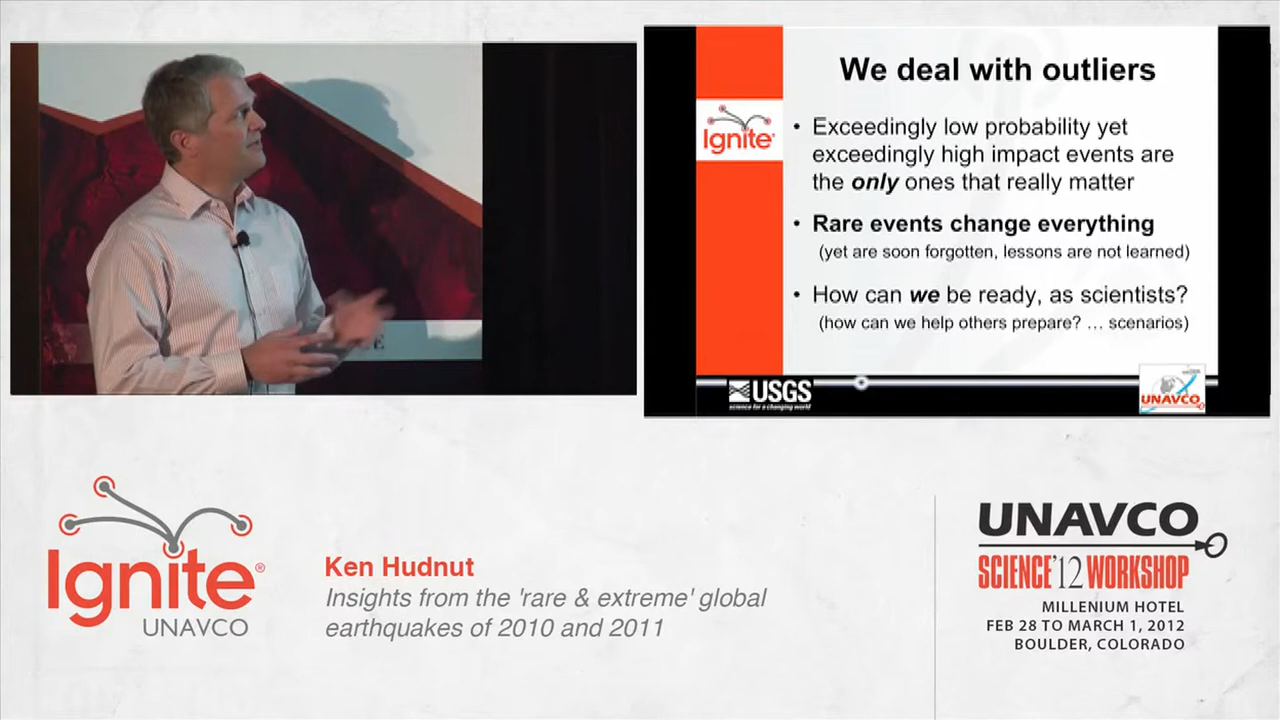 We deal with outliers
Ignite
• Exceedingly low probability yet
exceedingly high impact events are
the only ones that really matter
• Rare events change everything
(yet are soon forgotten, lessons are not learned)
• How can we be ready, as scientists?
(how can we help others prepare? … scenarios)
USGS
science for a changing world
UNAVCO
Ignite®
UNAVCO
Ken Hudnut
Insights from the 'rare & extreme' global
earthquakes of 2010 and 2011
UNAVCO
SCIENCE'12 WORKSHOP
MILLENIUM HOTEL
FEB 28 TO MARCH 1, 2012
BOULDER, COLORADO